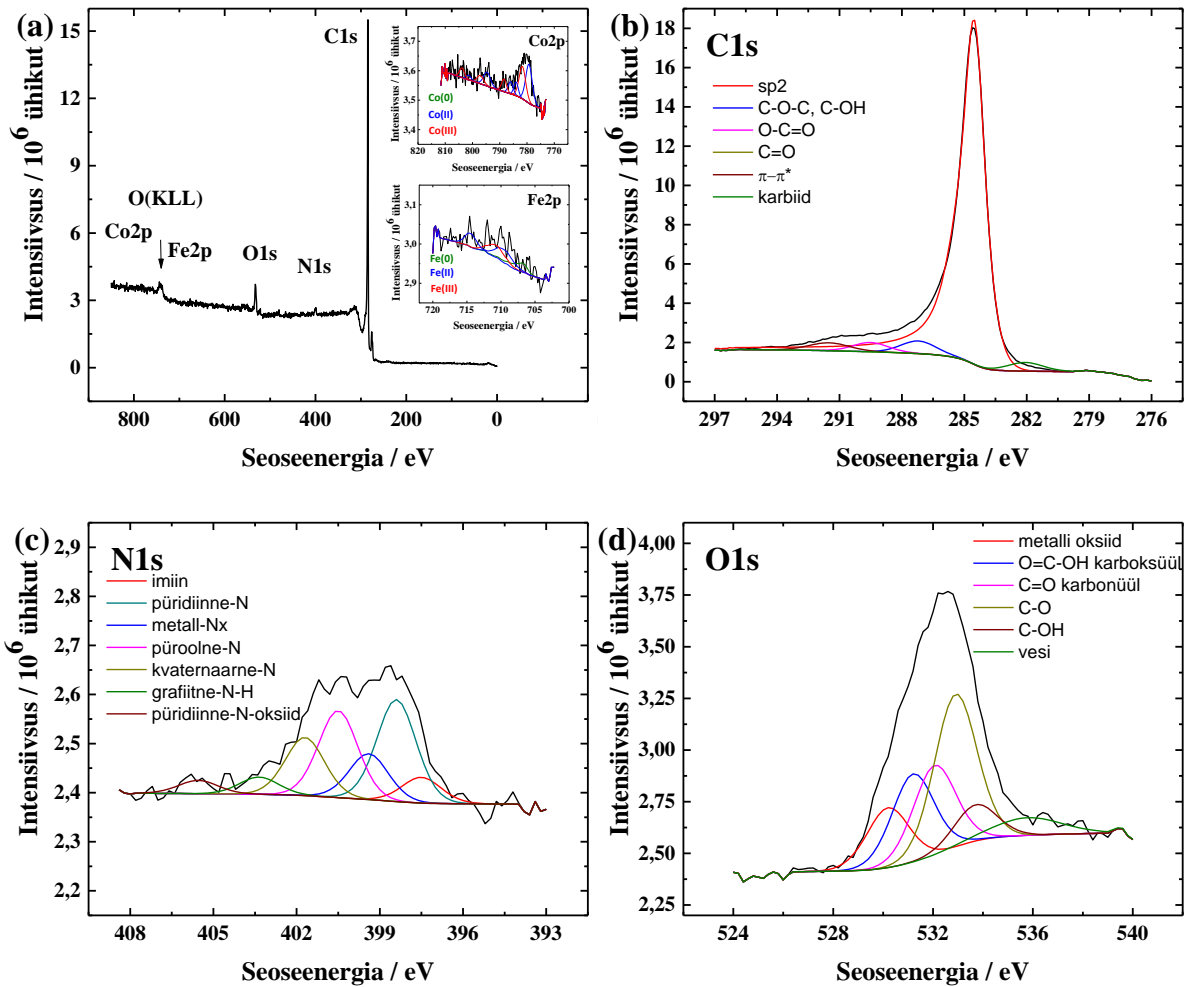 (a)
Intensiivsus / 10^6 ühikut
15
12
9
6
3
0
C1s
O(KLL)
Co2p
Fe2p
O1s
N1s
800
600
400
200
0
Seoseenergia / eV
Co2p
Intensiivsus / 10^6 ühikut
3,7
3,6
3,5
3,4
Co(0)
Co(II)
Co(III)
820
810
800
790
780
770
Seoseenergia / eV
Fe2p
Intensiivsus / 10^6 ühikut
3,1
3,0
2,9
Fe(0)
Fe(II)
Fe(III)
720
715
710
705
700
Seoseenergia / eV
(b)
C1s
Intensiivsus / 10^6 ühikut
18
16
14
12
10
8
6
4
2
0
sp2
C-O-C, C-OH
O-C=O
C=O
π−π*
karbiid
297
294
291
287
285
282
279
276
Seoseenergia / eV
(c)
N1s
Intensiivsus / 10^6 ühikut
2,9
2,8
2,7
2,6
2,5
2,4
2,3
2,2
imiin
püridiinne-N
metall-Nx
püroolne-N
kvaternaarne-N
grafiitne-N-H
püridiinne-N-oksiid
408
405
402
399
396
393
Seoseenergia / eV
(d)
O1s
Intensiivsus / 10^6 ühikut
4,00
3,75
3,50
3,25
3,00
2,75
2,50
2,25
metalli oksiid
O=C-OH karboksüül
C=O karbonüül
C-O
C-OH
vesi
524
528
532
536
540
Seoseenergia / eV